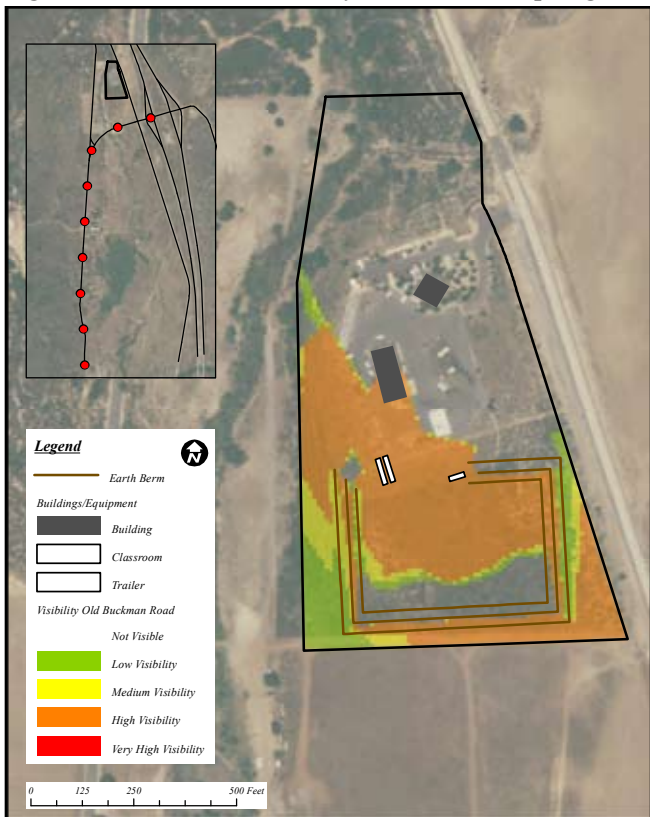 Legend
N
Earth Berm
Buildings/Equipment
Building
Classroom
Trailer
Visibility Old Buckman Road
Not Visible
Low Visibility
Medium Visibility
High Visibility
Very High Visibility
0 125 250 500 Feet